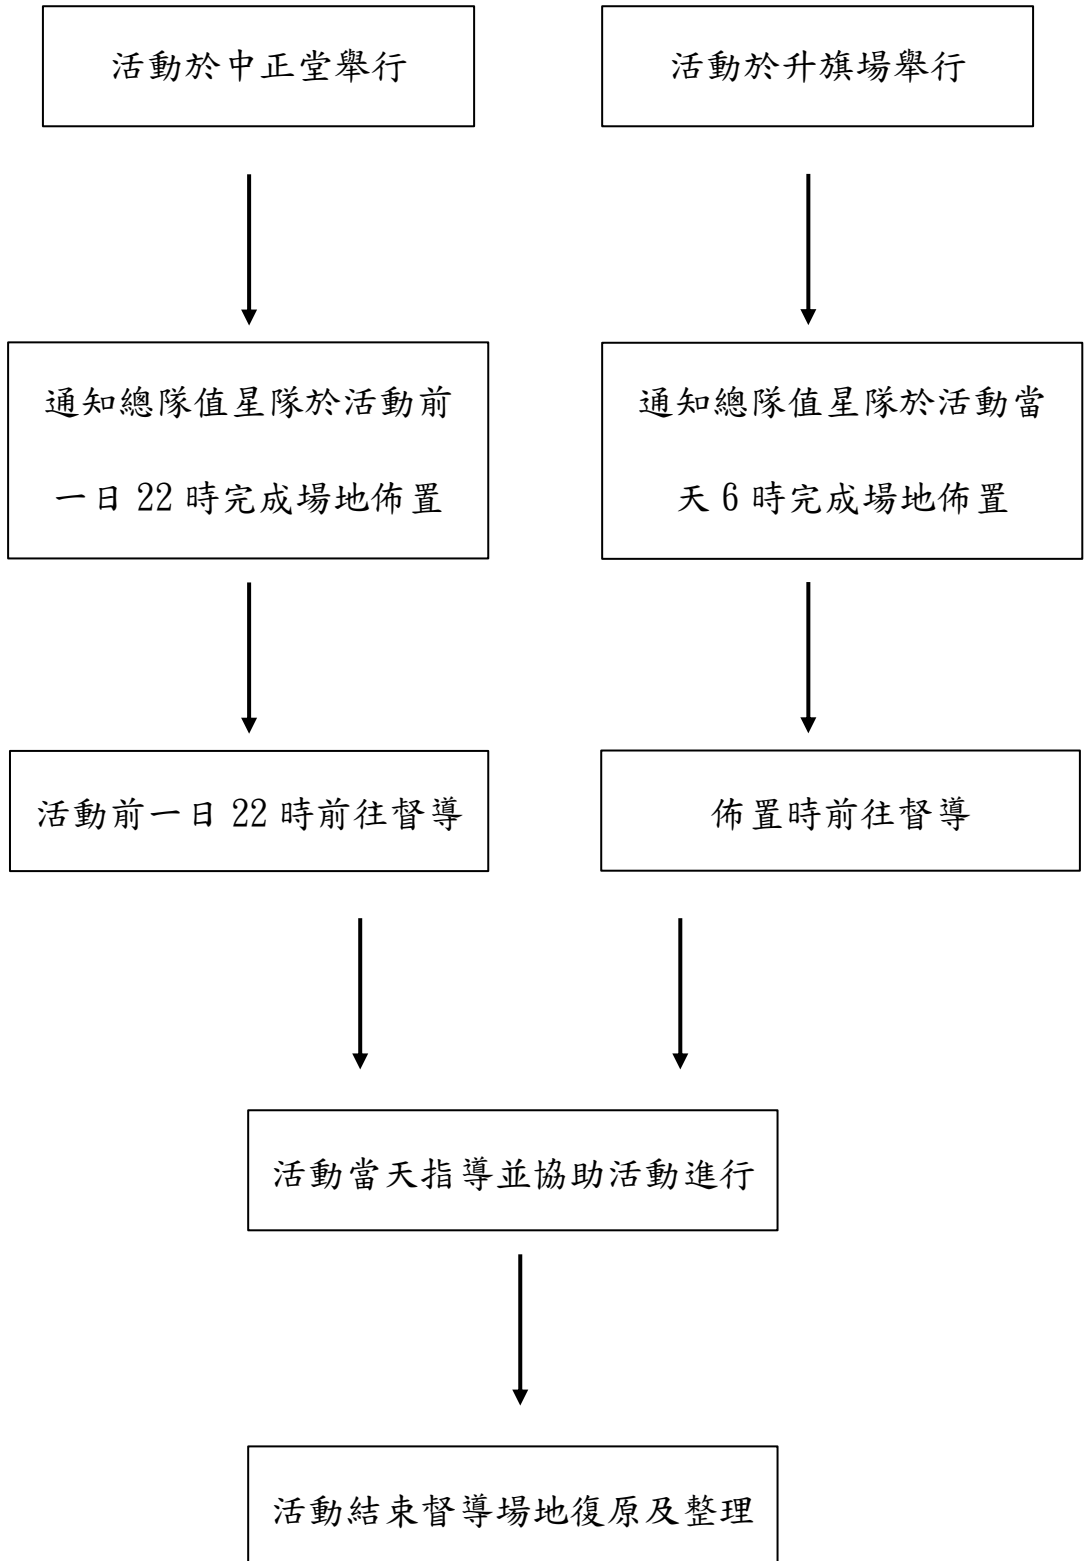 活動於中正堂舉行
活動於升旗場舉行
通知總隊值星隊於活動前
一日 22 時完成場地佈置
通知總隊值星隊於活動當
天 6 時完成場地佈置
活動前一日 22 時前往督導
佈置時前往督導
活動當天指導並協助活動進行
活動結束督導場地復原及整理